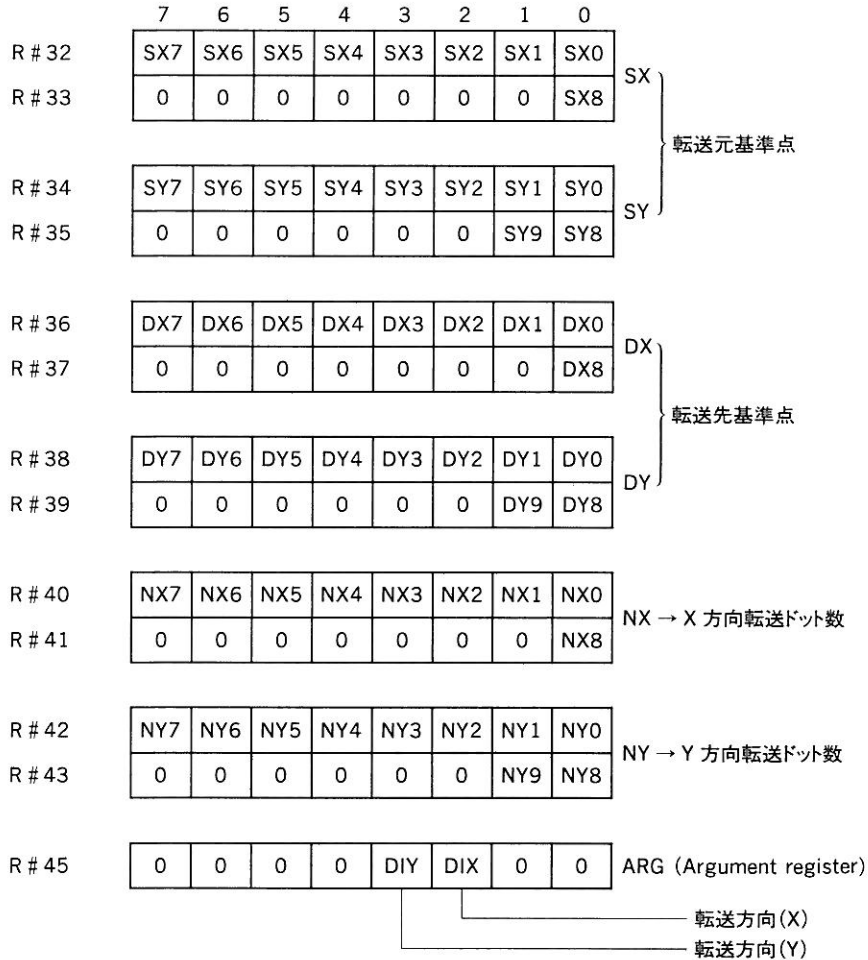 7 6 5 4 3 2 1 0
R#32 SX7 SX6 SX5 SX4 SX3 SX2 SX1 SX0
SX
R#33 0 0 0 0 0 0 0 SX8
転送元基準点
R#34 SY7 SY6 SY5 SY4 SY3 SY2 SY1 SY0
SY
R#35 0 0 0 0 0 0 SY9 SY8
R#36 DX7 DX6 DX5 DX4 DX3 DX2 DX1 DX0
DX
R#37 0 0 0 0 0 0 0 DX8
転送先基準点
R#38 DY7 DY6 DY5 DY4 DY3 DY2 DY1 DY0
DY
R#39 0 0 0 0 0 0 DY9 DY8
R#40 NX7 NX6 NX5 NX4 NX3 NX2 NX1 NX0
NX → X 方向転送ドット数
R#41 0 0 0 0 0 0 0 NX8
R#42 NY7 NY6 NY5 NY4 NY3 NY2 NY1 NY0
NY → Y 方向転送ドット数
R#43 0 0 0 0 0 0 NY9 NY8
R#45 0 0 0 0 DIY DIX 0 0 ARG (Argument register)
転送方向(X)
転送方向(Y)